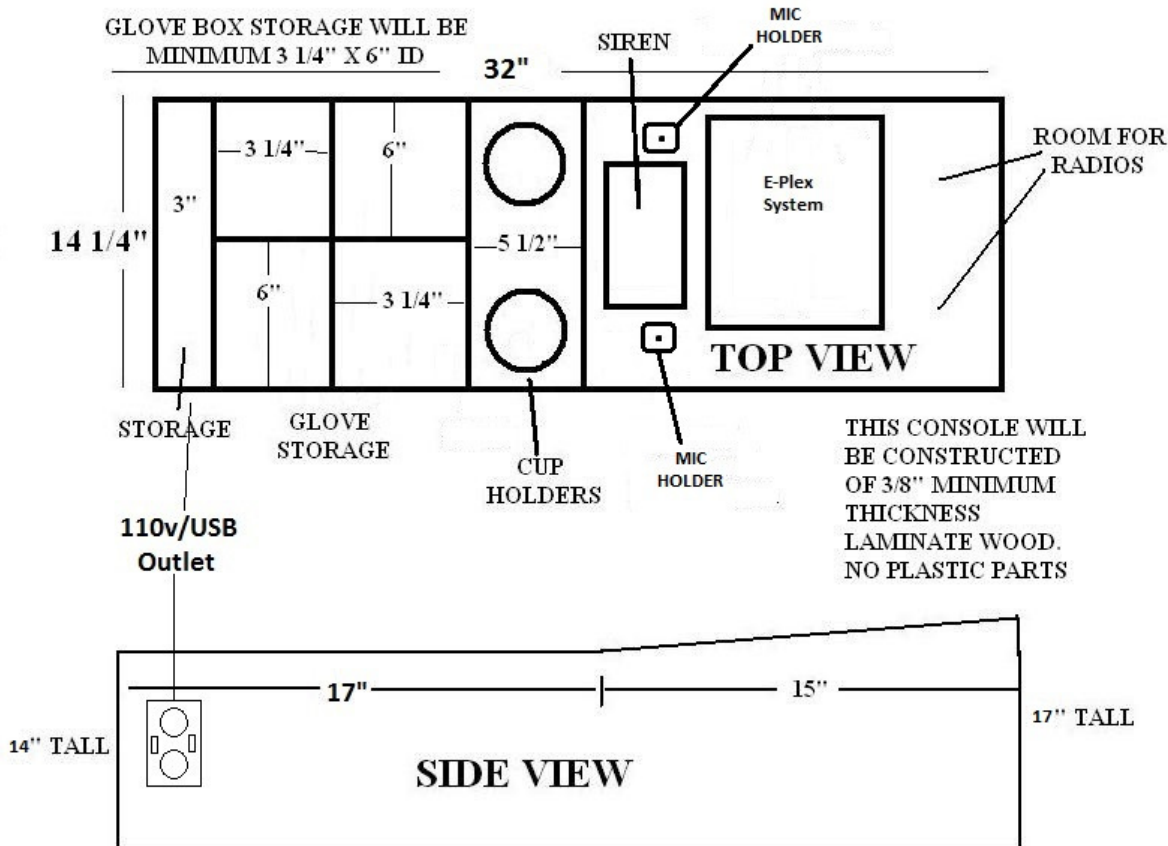 GLOVE BOX STORAGE WILL BE
MINIMUM 3 1/4" X 6" ID
32"
SIREN
MIC
HOLDER
ROOM FOR
RADIOS
14 1/4"
3"
3 1/4"
6"
6"
3 1/4"
5 1/2"
E-Plex
System
TOP VIEW
STORAGE
GLOVE
STORAGE
CUP
HOLDERS
MIC
HOLDER
THIS CONSOLE WILL
BE CONSTRUCTED
OF 3/8" MINIMUM
THICKNESS
LAMINATE WOOD.
NO PLASTIC PARTS
110v/USB
Outlet
17"
15"
14" TALL
17" TALL
SIDE VIEW